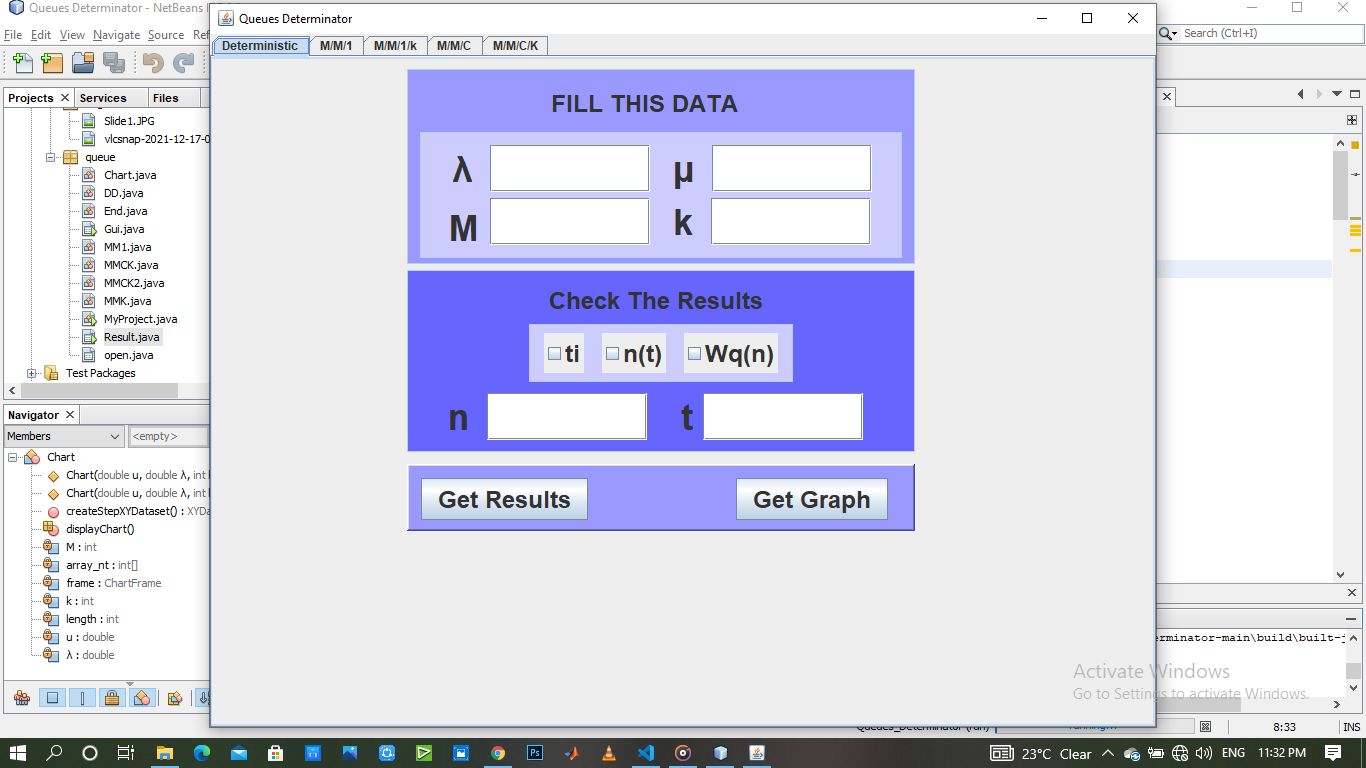 Queues Determinator - NetBeans I
Queues Determinator
File Edit View Navigate Source Ref
Search (Ctrl+I)
Deterministic M/M/1 M/M/1/k M/M/C M/M/C/K
Projects Services Files
Slide1.JPG
vlcsnap-2021-12-17-0
queue
Chart.java
DD.java
End.java
Gui.java
MM1.java
MMCK.java
MMCK2.java
MMK.java
MyProject.java
Result.java
open.java
Test Packages
FILL THIS DATA
λ μ
M k
Check The Results
ti n(t) Wq(n)
n t
Get Results Get Graph
Navigator
Members <empty>
Chart
Chart(double u, double λ, int l
Chart(double u, double λ, int l
createStepXYDataset() : XYDa
displayChart()
M : int
array_nt : int[]
frame : ChartFrame
k : int
length : int
u : double
λ : double
erminator-main\build\built-j
Activate Windows
Go to Settings to activate Windows.
Queues_Determinator (run) running... 8:33 INS
23°C Clear ENG 11:32 PM